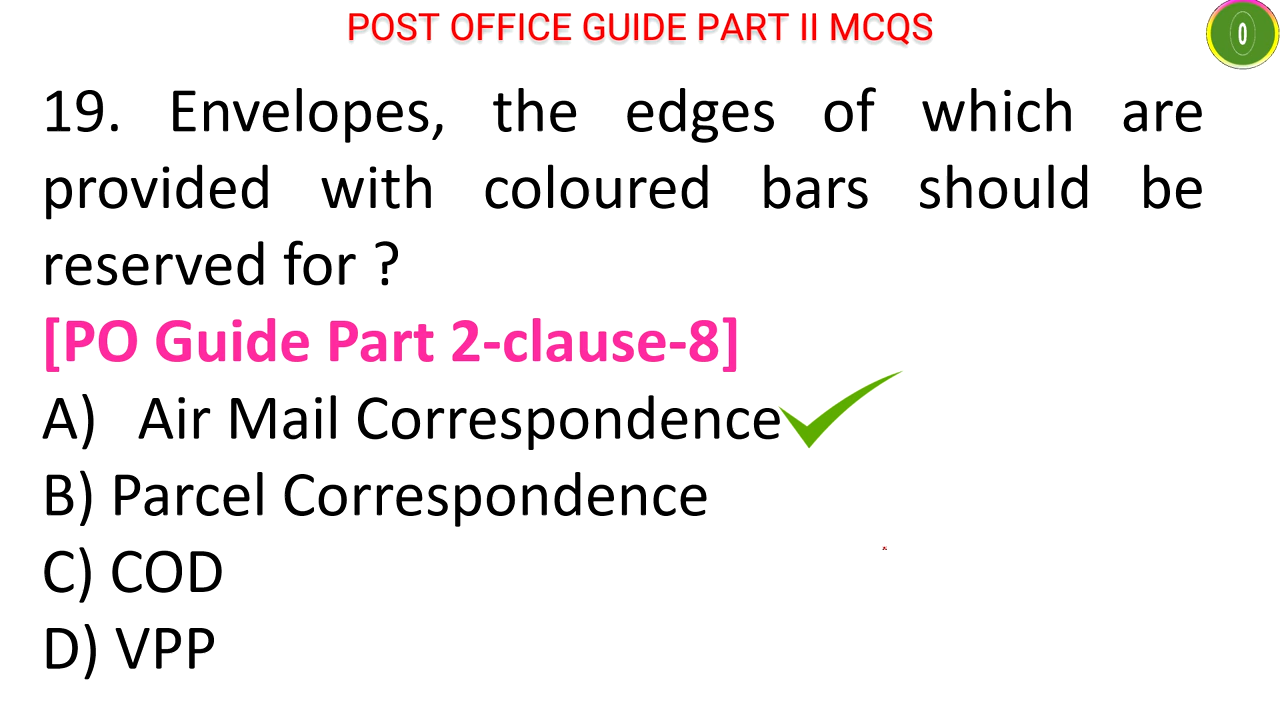 POST OFFICE GUIDE PART II MCQS
0
19. Envelopes, the edges of which are
provided with coloured bars should be
reserved for ?
[PO Guide Part 2-clause-8]
A) Air Mail Correspondence
B) Parcel Correspondence
C) COD
D) VPP